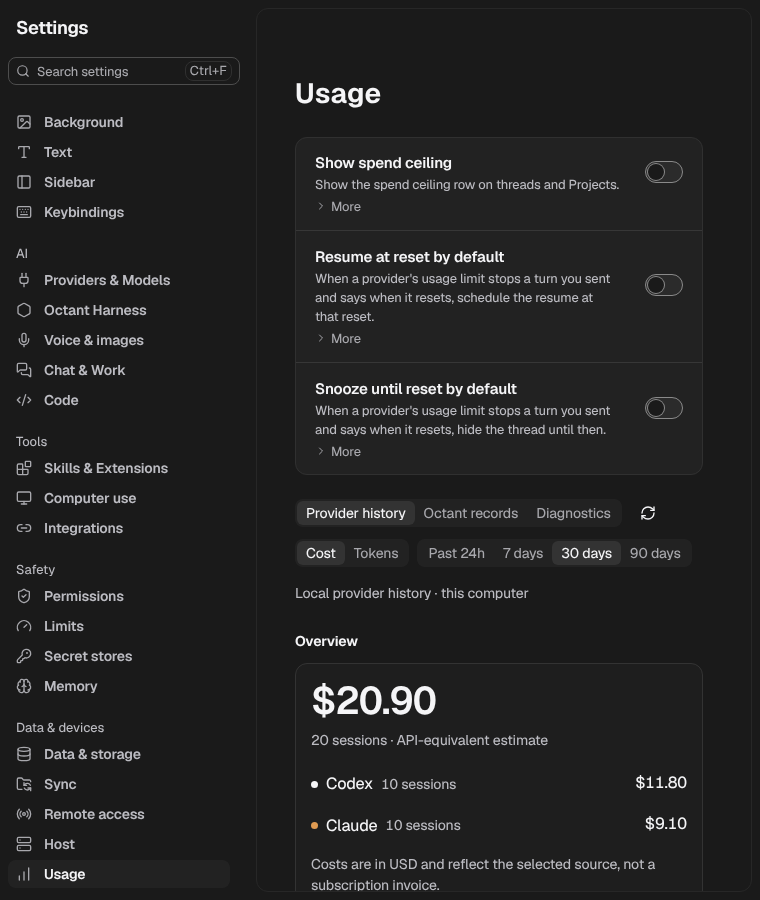 Settings
Search settings Ctrl+F
Background
Text
Sidebar
Keybindings
AI
Providers & Models
Octant Harness
Voice & images
Chat & Work
Code
Tools
Skills & Extensions
Computer use
Integrations
Safety
Permissions
Limits
Secret stores
Memory
Data & devices
Data & storage
Sync
Remote access
Host
Usage
Usage
Show spend ceiling
Show the spend ceiling row on threads and Projects.
More
Resume at reset by default
When a provider's usage limit stops a turn you sent
and says when it resets, schedule the resume at
that reset.
More
Snooze until reset by default
When a provider's usage limit stops a turn you sent
and says when it resets, hide the thread until then.
More
Provider history Octant records Diagnostics
Cost Tokens Past 24h 7 days 30 days 90 days
Local provider history · this computer
Overview
$20.90
20 sessions · API-equivalent estimate
Codex 10 sessions $11.80
Claude 10 sessions $9.10
Costs are in USD and reflect the selected source, not a
subscription invoice.